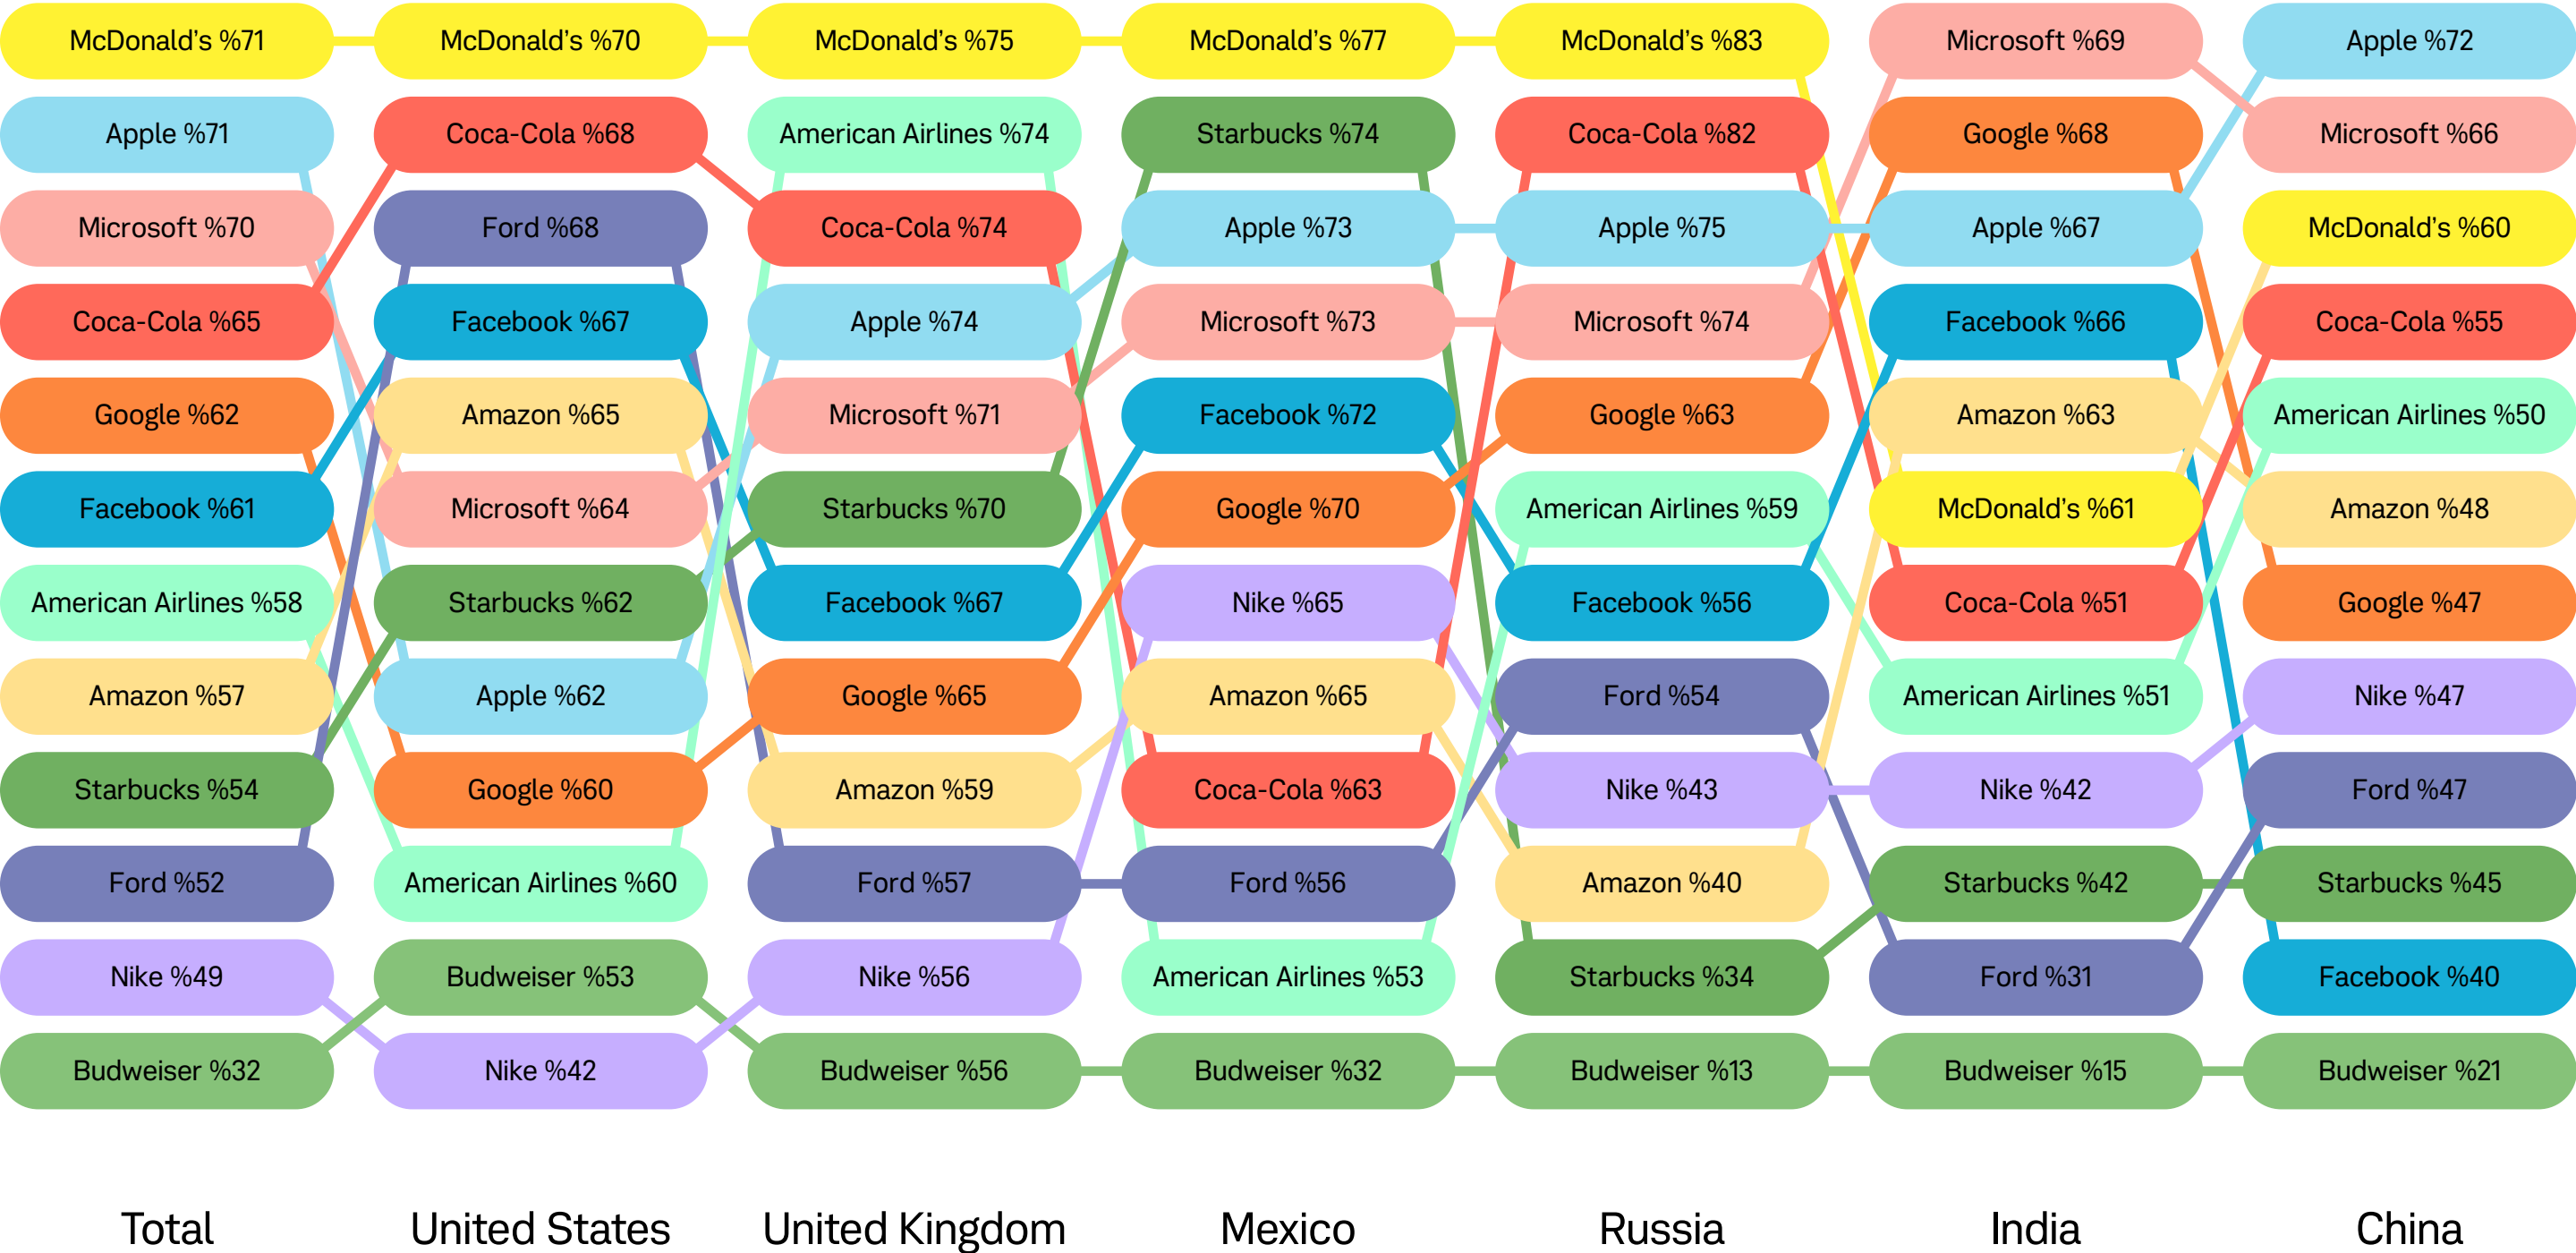 McDonald’s %71
McDonald’s %70
McDonald’s %75
McDonald’s %77
McDonald’s %83
Microsoft %69
Apple %72
Apple %71
Coca-Cola %68
American Airlines %74
Starbucks %74
Coca-Cola %82
Google %68
Microsoft %66
Microsoft %70
Ford %68
Coca-Cola %74
Apple %73
Apple %75
Apple %67
McDonald’s %60
Coca-Cola %65
Facebook %67
Apple %74
Microsoft %73
Microsoft %74
Facebook %66
Coca-Cola %55
Google %62
Amazon %65
Microsoft %71
Facebook %72
Google %63
Amazon %63
American Airlines %50
Facebook %61
Microsoft %64
Starbucks %70
Google %70
American Airlines %59
McDonald’s %61
Amazon %48
American Airlines %58
Starbucks %62
Facebook %67
Nike %65
Facebook %56
Coca-Cola %51
Google %47
Amazon %57
Apple %62
Google %65
Amazon %65
Ford %54
American Airlines %51
Nike %47
Starbucks %54
Google %60
Amazon %59
Coca-Cola %63
Nike %43
Nike %42
Ford %47
Ford %52
American Airlines %60
Ford %57
Ford %56
Amazon %40
Starbucks %42
Starbucks %45
Nike %49
Budweiser %53
Nike %56
American Airlines %53
Starbucks %34
Ford %31
Facebook %40
Budweiser %32
Nike %42
Budweiser %56
Budweiser %32
Budweiser %13
Budweiser %15
Budweiser %21
Total
United States
United Kingdom
Mexico
Russia
India
China